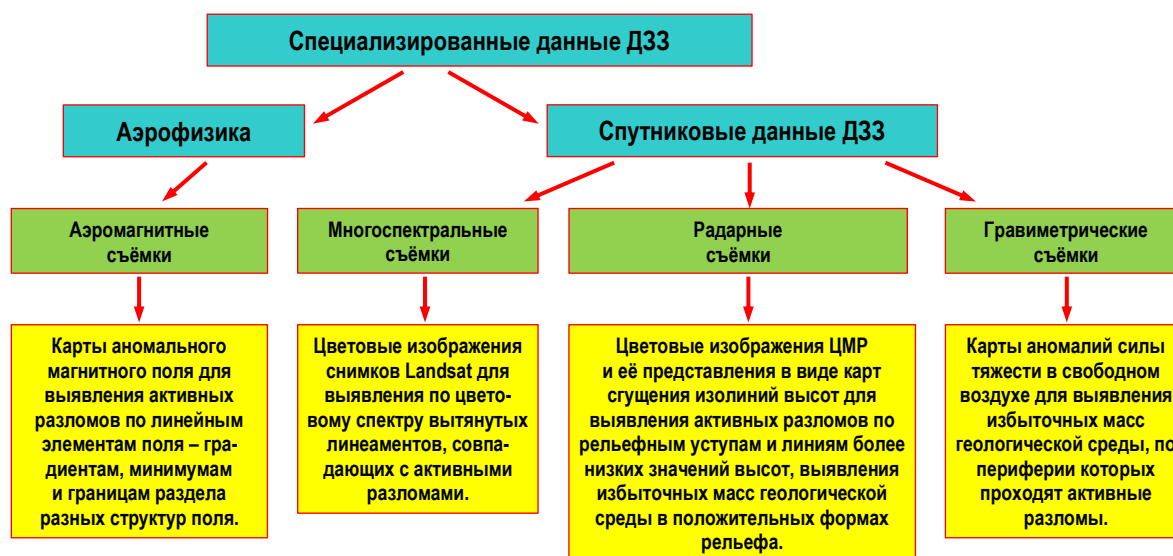 Специализированные данные ДЗЗ
Аэрофизика
Спутниковые данные ДЗЗ
Аэромагнитные
съёмки
Многоспектральные
съёмки
Радарные
съёмки
Гравиметрические
съёмки
Карты аномального
магнитного поля для
выявления активных
разломов по линейным
элементам поля – гра-
диентам, минимумам
и границам раздела
разных структур поля.
Цветовые изображения
снимков Landsat для
выявления по цвето-
вому спектру вытянутых
линеаментов, совпа-
дающих с активными
разломами.
Цветовые изображения ЦМР
и её представления в виде карт
сгущения изолиний высот для
выявления активных разломов по
рельефным уступам и линиям более
низких значений высот, выявления
избыточных масс геологической
среды в положительных формах
рельефа.
Карты аномалий силы
тяжести в свободном
воздухе для выявления
избыточных масс
геологической среды, по
периферии которых
проходят активные
разломы.